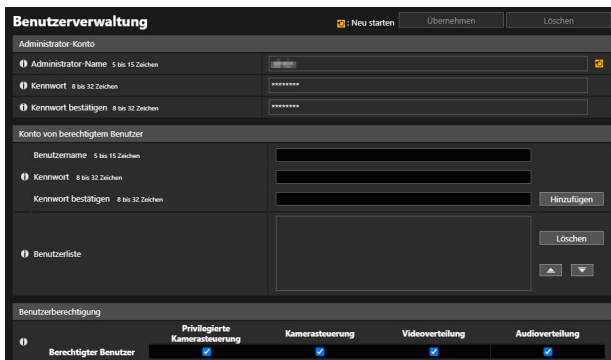 Benutzerverwaltung : Neu starten Übernehmen Löschen
Administrator-Konto
Administrator-Name 5 bis 15 Zeichen
Kennwort 8 bis 32 Zeichen ********
Kennwort bestätigen 8 bis 32 Zeichen ********
Konto von berechtigtem Benutzer
Benutzername 5 bis 15 Zeichen
Kennwort 8 bis 32 Zeichen
Kennwort bestätigen 8 bis 32 Zeichen Hinzufügen
Löschen
Benutzerliste
Benutzerberechtigung
Privilegierte Kamerasteuerung Kamerasteuerung Videoverteilung Audioverteilung
Berechtigter Benutzer